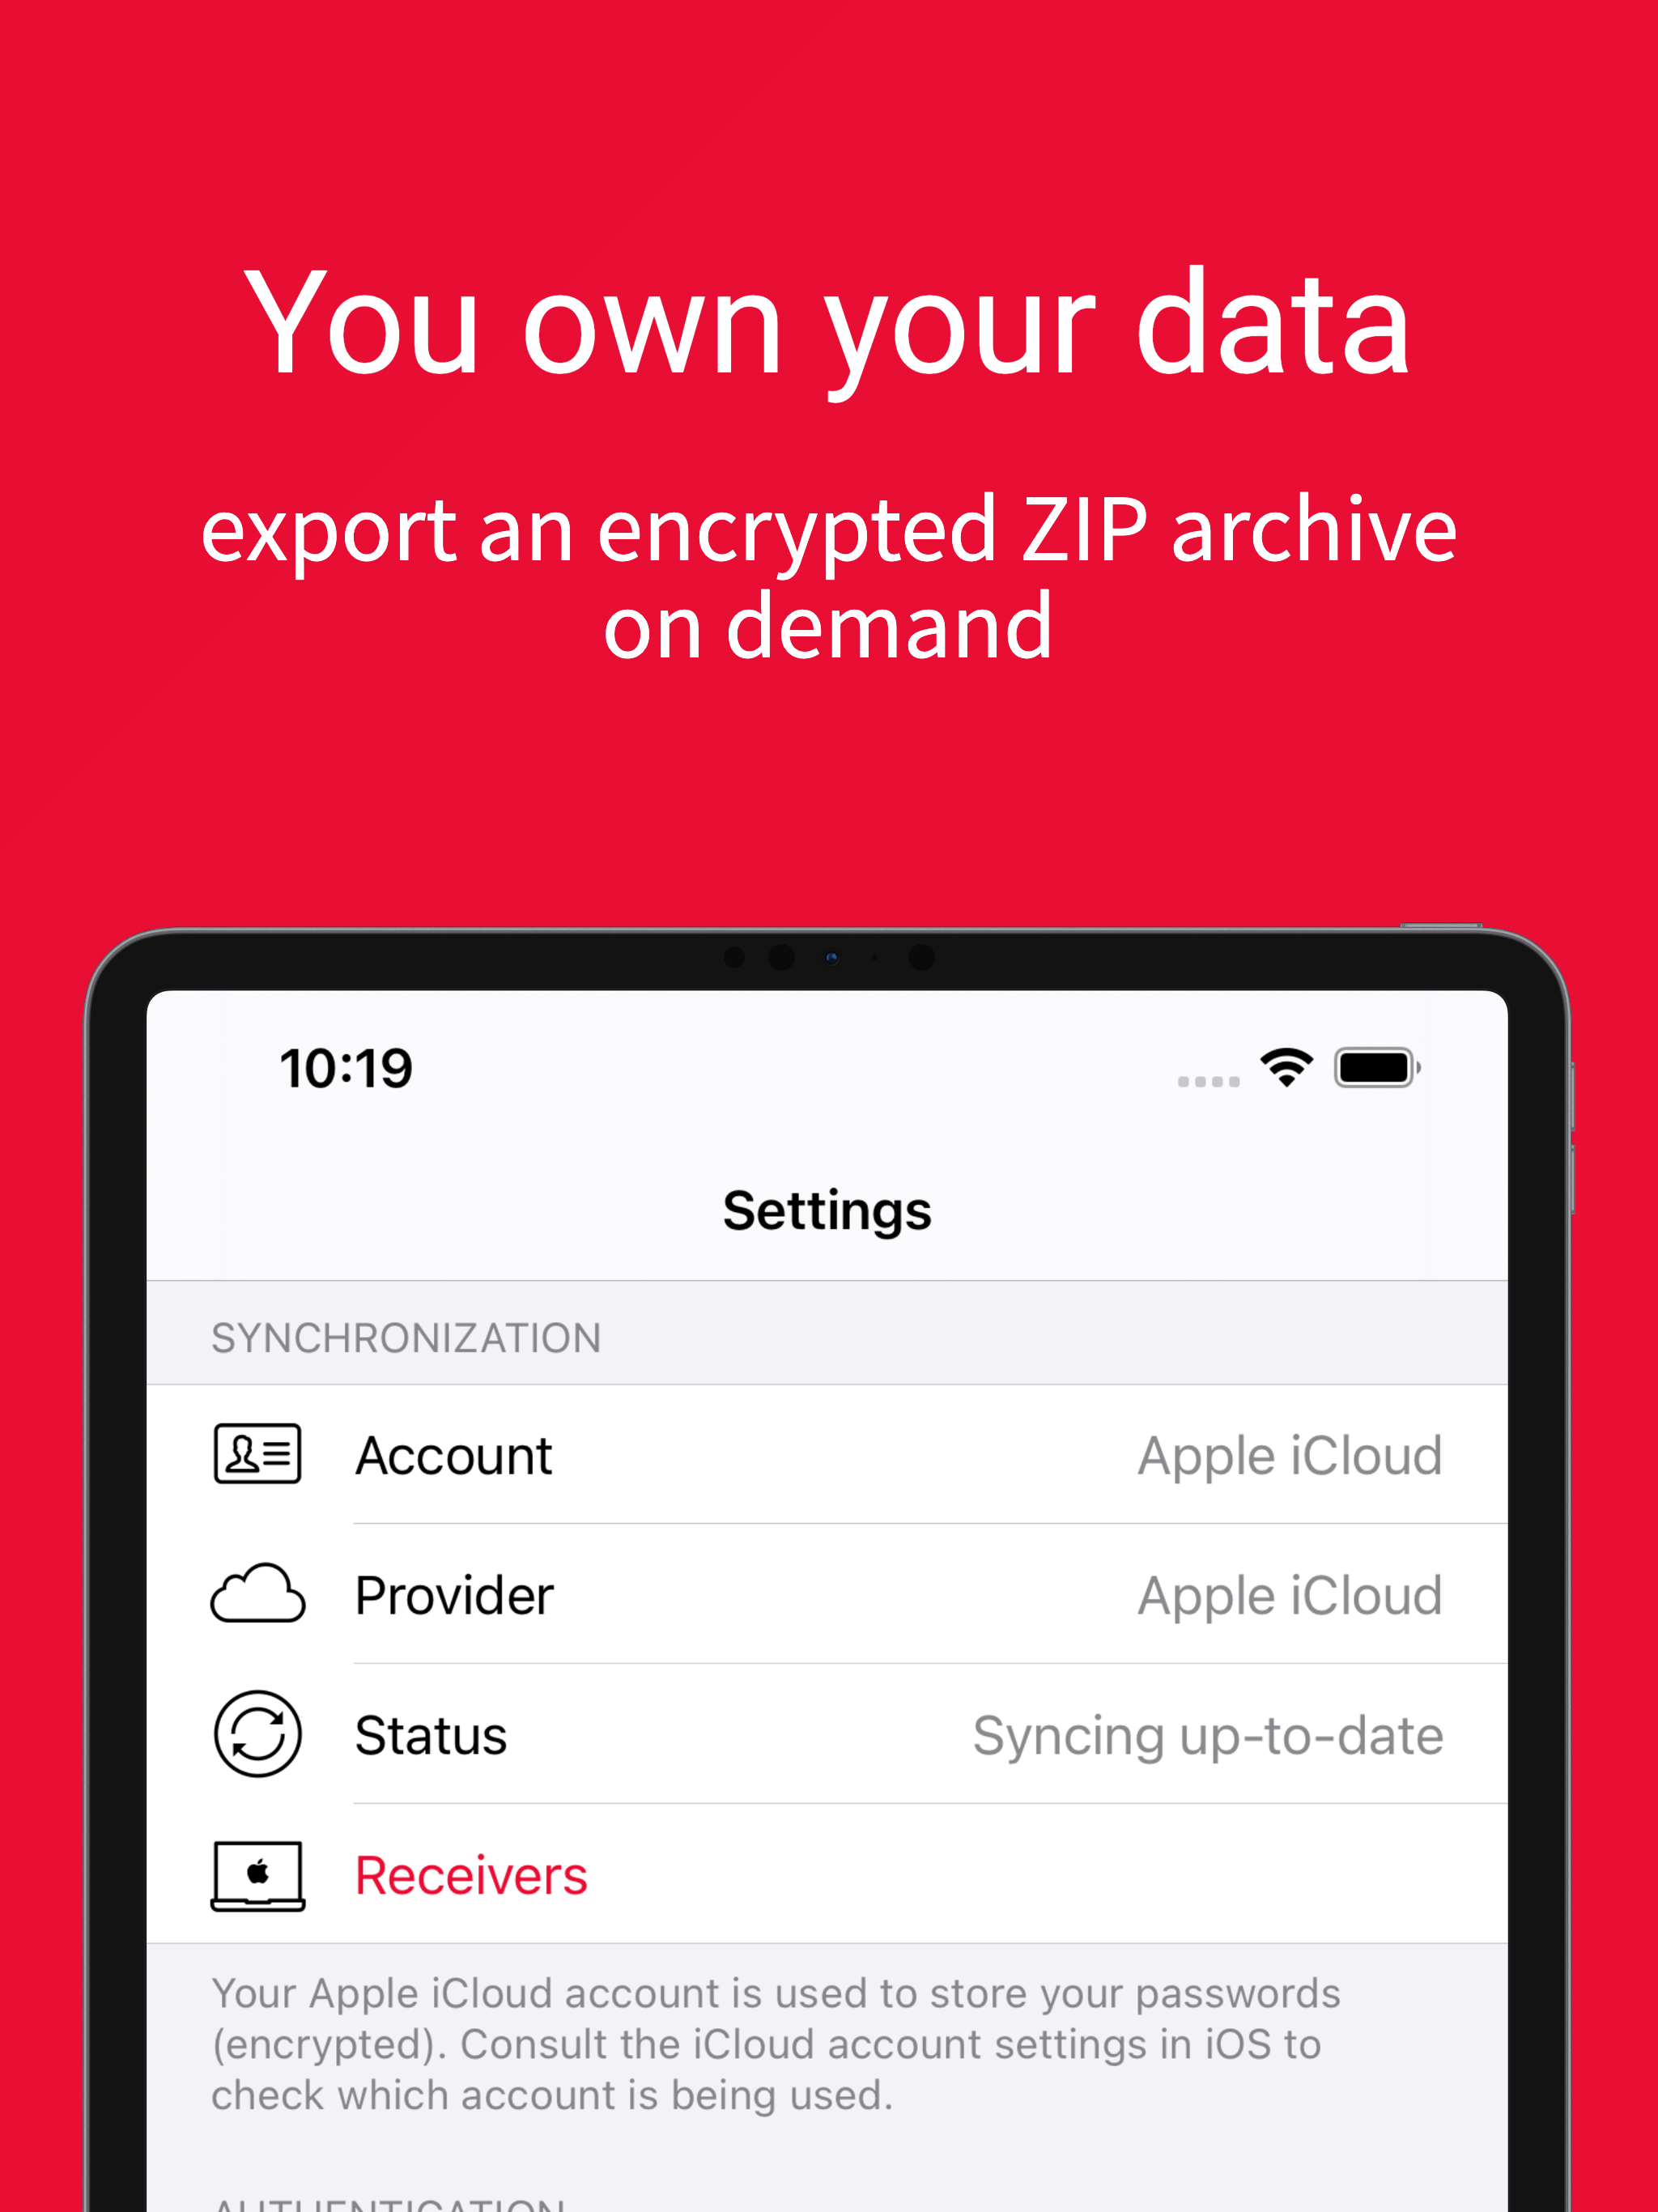 You own your data
export an encrypted ZIP archive
on demand
10:19
Settings
SYNCHRONIZATION
Account Apple iCloud
Provider Apple iCloud
Status Syncing up-to-date
Receivers
Your Apple iCloud account is used to store your passwords
(encrypted). Consult the iCloud account settings in iOS to
check which account is being used.
AUTHENTICATION